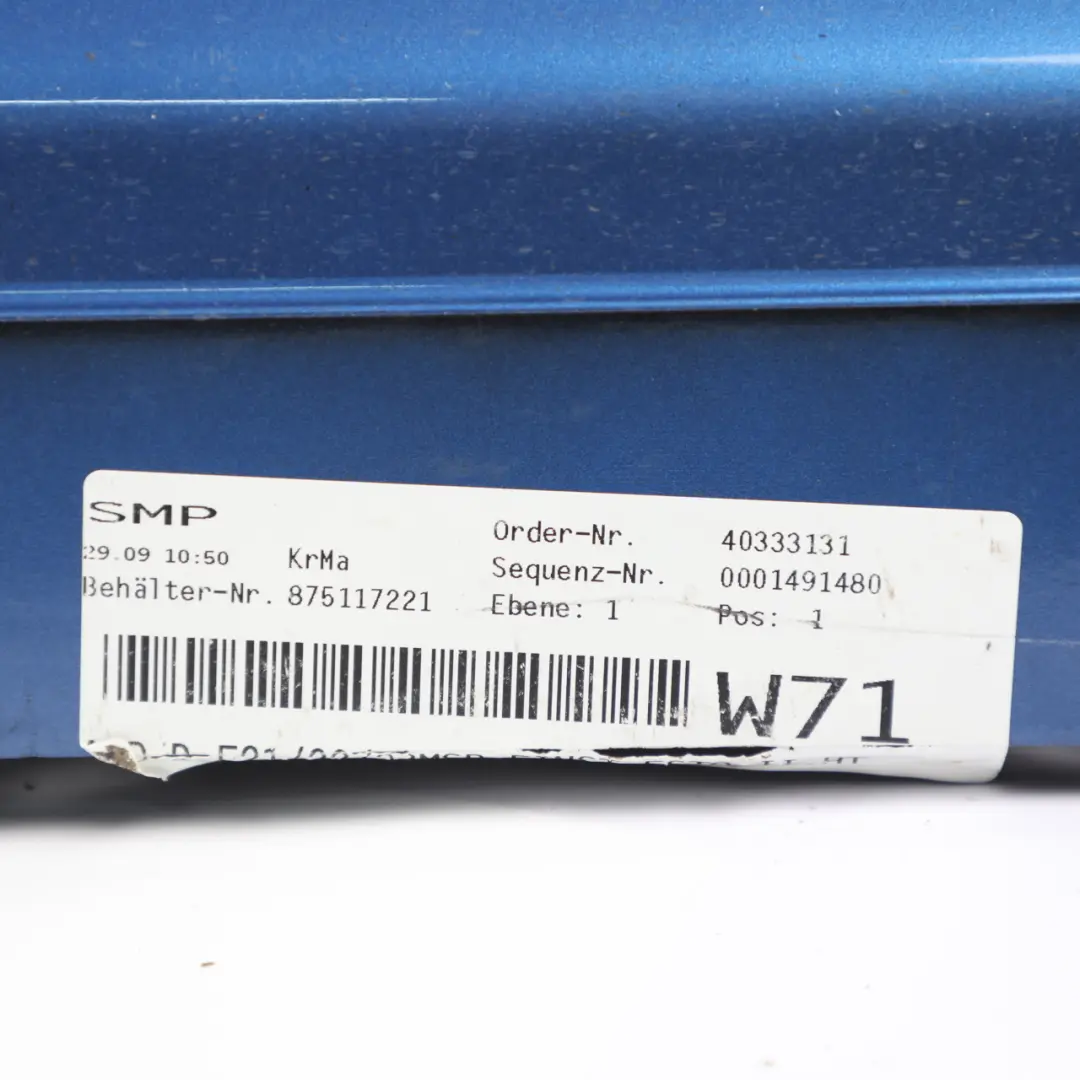 SMP
29.09 10:50 KrMa
Behälter-Nr. 875117221
Order-Nr. 40333131
Sequenz-Nr. 0001491480
Ebene: 1 Pos: 1
W71